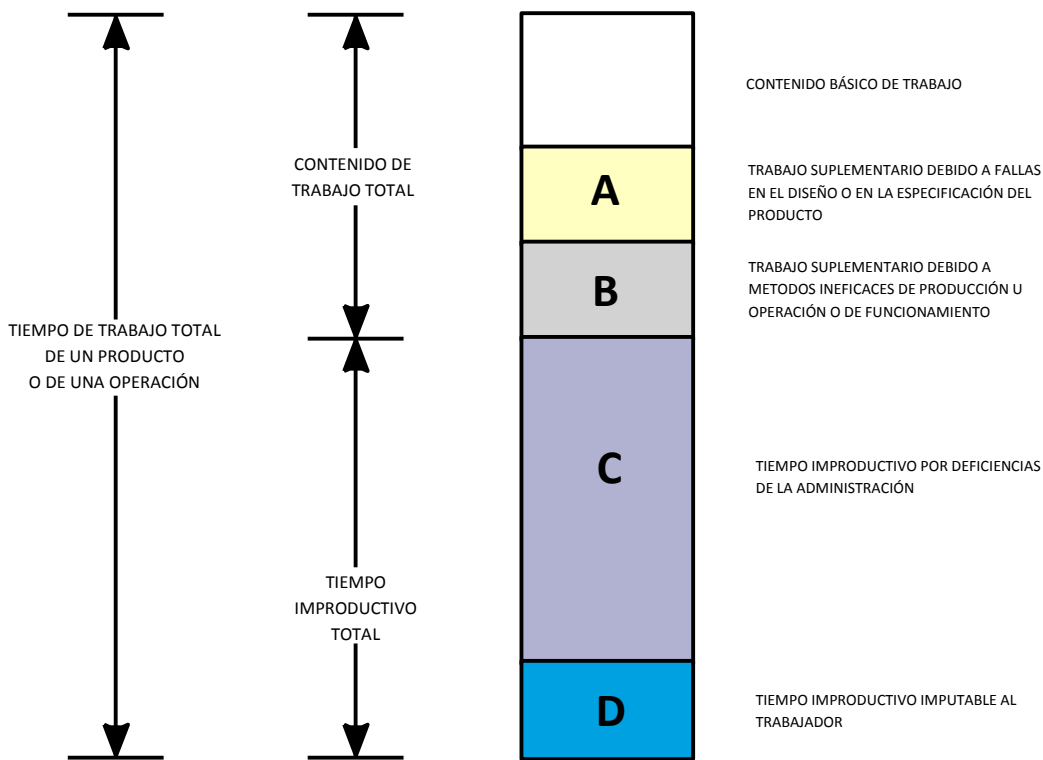 CONTENIDO BÁSICO DE TRABAJO
CONTENIDO DE
TRABAJO TOTAL
A
TRABAJO SUPLEMENTARIO DEBIDO A FALLAS
EN EL DISEÑO O EN LA ESPECIFICACIÓN DEL
PRODUCTO
B
TRABAJO SUPLEMENTARIO DEBIDO A
METODOS INEFICACES DE PRODUCCIÓN U
OPERACIÓN O DE FUNCIONAMIENTO
TIEMPO DE TRABAJO TOTAL
DE UN PRODUCTO
O DE UNA OPERACIÓN
C
TIEMPO IMPRODUCTIVO POR DEFICIENCIAS
DE LA ADMINISTRACIÓN
TIEMPO
IMPRODUCTIVO
TOTAL
D
TIEMPO IMPRODUCTIVO IMPUTABLE AL
TRABAJADOR